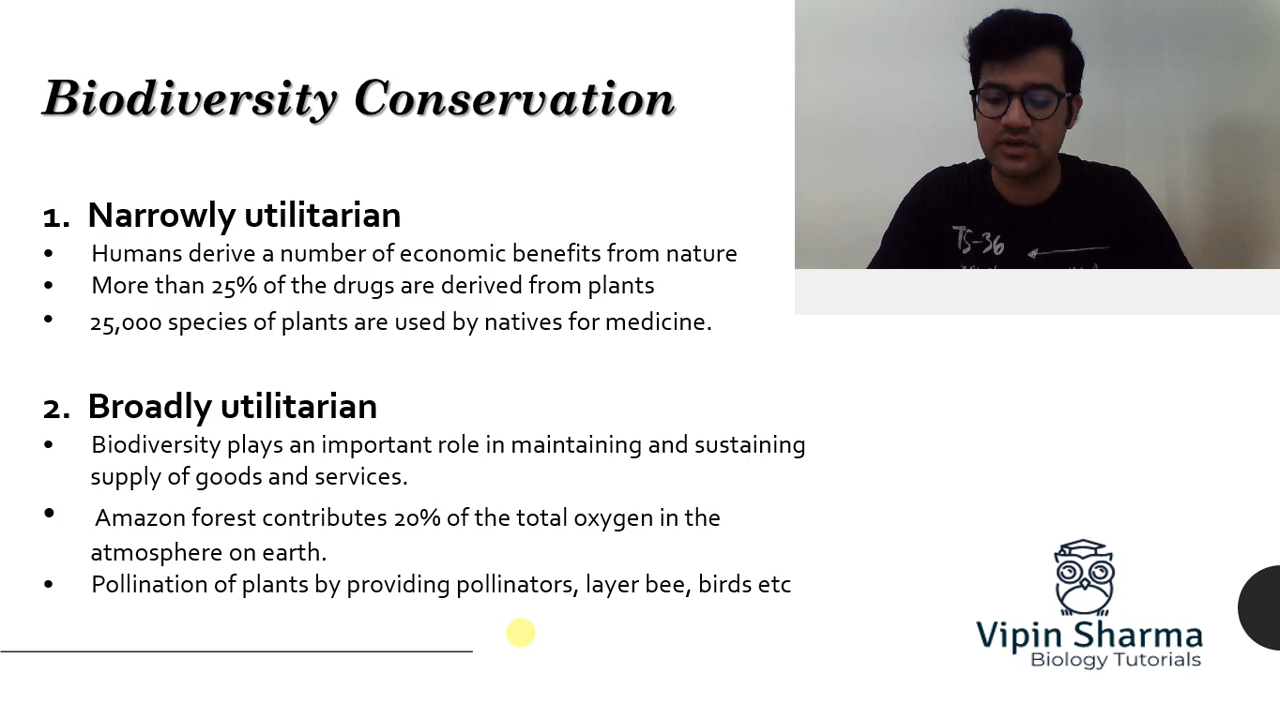 Biodiversity Conservation
1. Narrowly utilitarian
• Humans derive a number of economic benefits from nature
• More than 25% of the drugs are derived from plants
• 25,000 species of plants are used by natives for medicine.
2. Broadly utilitarian
• Biodiversity plays an important role in maintaining and sustaining
supply of goods and services.
• Amazon forest contributes 20% of the total oxygen in the
atmosphere on earth.
• Pollination of plants by providing pollinators, layer bee, birds etc
TS-36
Vipin Sharma
Biology Tutorials